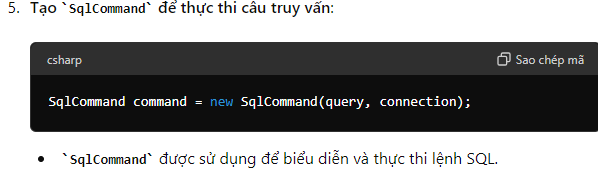 5. Tạo `SqlCommand` để thực thi câu truy vấn:
csharp Sao chép mã
SqlCommand command = new SqlCommand(query, connection);
• `SqlCommand` được sử dụng để biểu diễn và thực thi lệnh SQL.